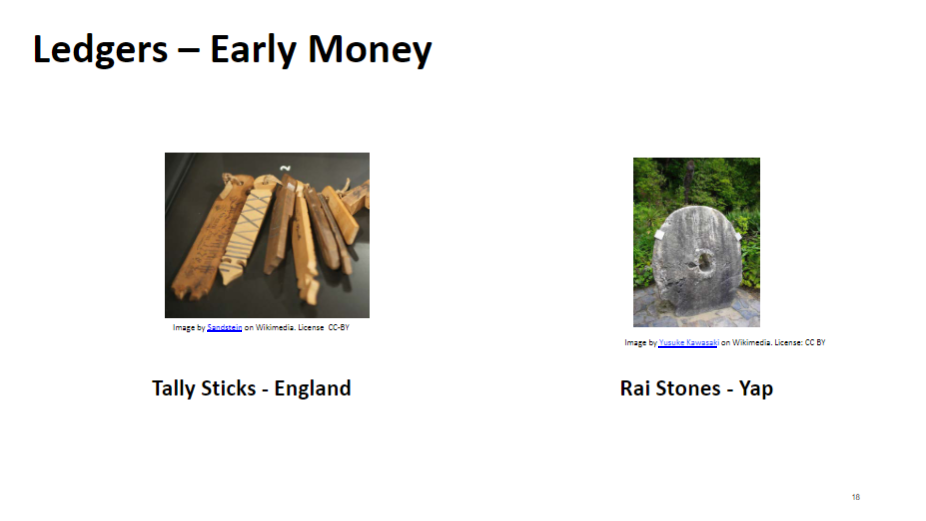 Ledgers – Early Money
Image by Sandstein on Wikimedia. License CC-BY
Image by Yusuke Kawasaki on Wikimedia. License: CC BY
Tally Sticks - England
Rai Stones - Yap
18